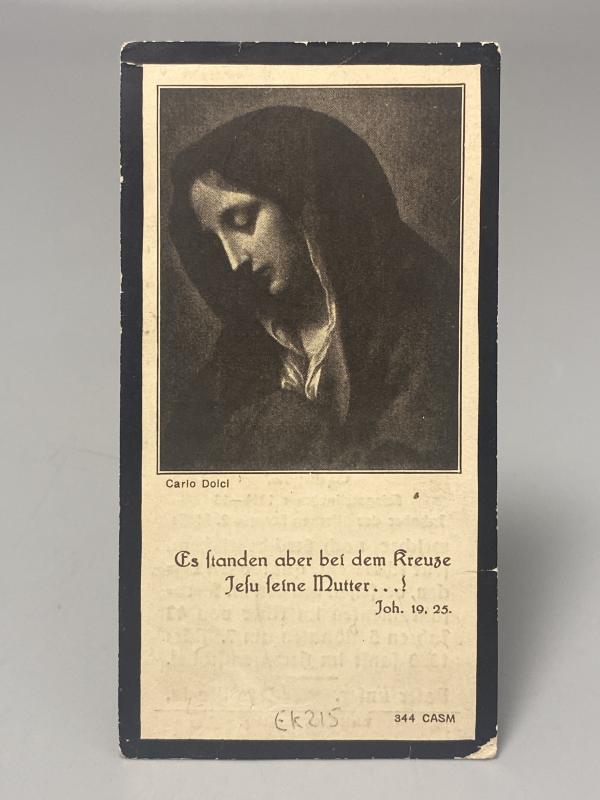 Carlo Dolci
Es standen aber bei dem Kreuze
Jesu seine Mutter...!
Joh. 19, 25.
Ek215
344 CASM